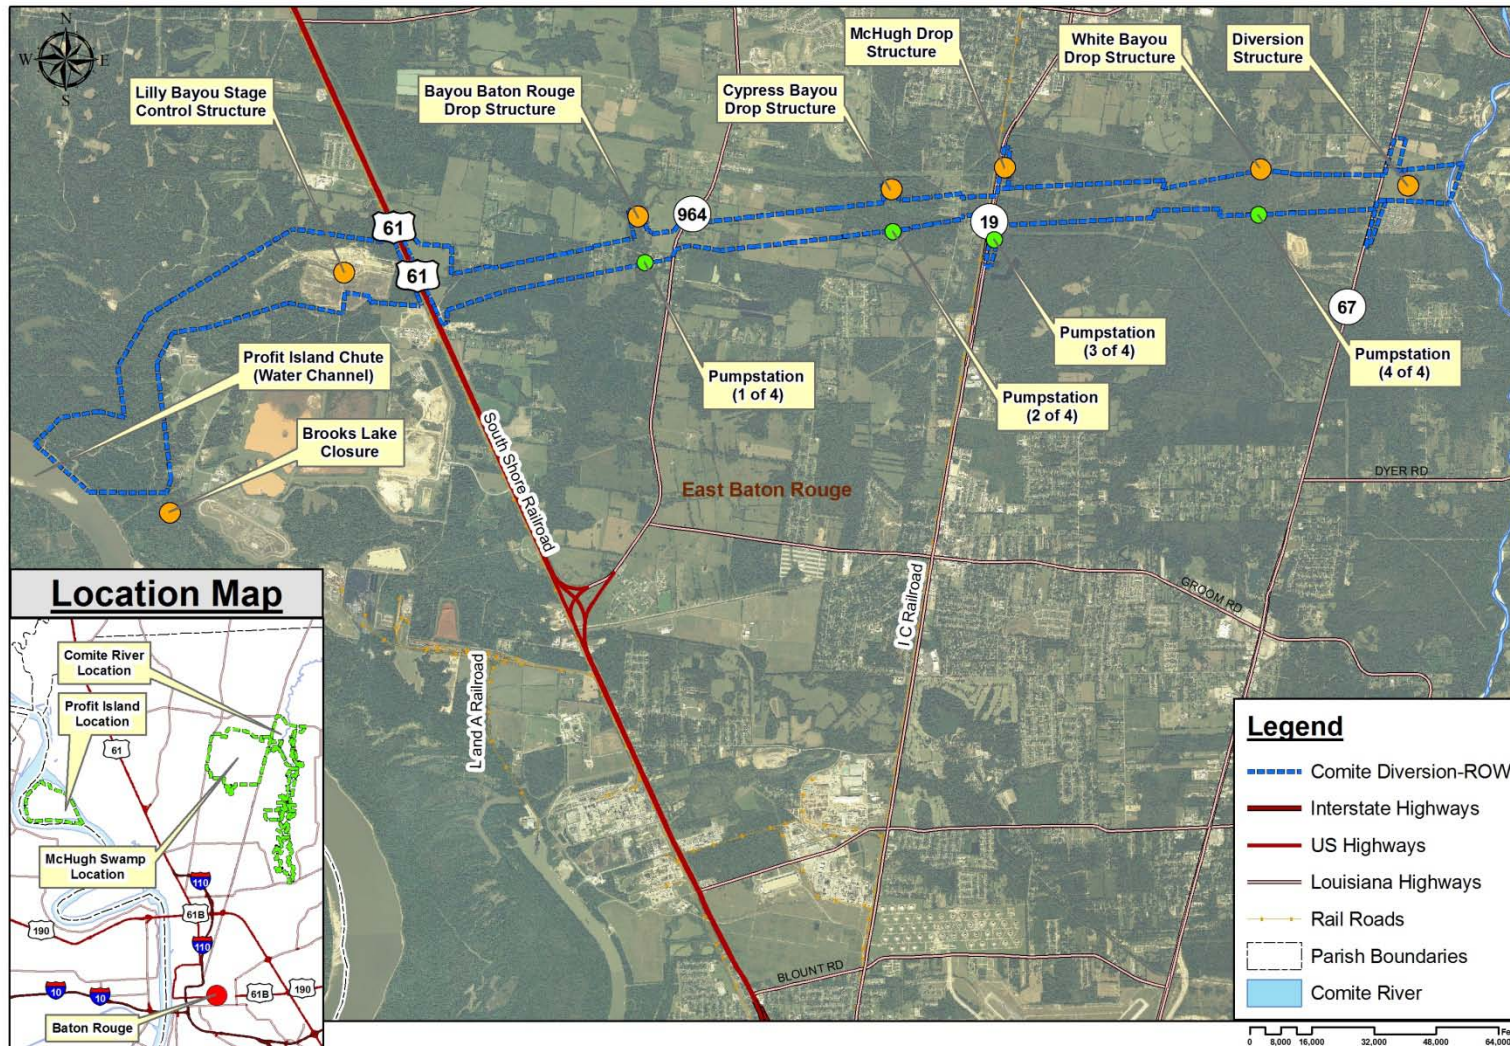 N
W
E
S
Lilly Bayou Stage
Control Structure
Bayou Baton Rouge
Drop Structure
Cypress Bayou
Drop Structure
McHugh Drop
Structure
White Bayou
Drop Structure
Diversion
Structure
61
61
964
19
67
Profit Island Chute
(Water Channel)
Brooks Lake
Closure
Pumpstation
(1 of 4)
Pumpstation
(2 of 4)
Pumpstation
(3 of 4)
Pumpstation
(4 of 4)
South Shore Railroad
East Baton Rouge
I C Railroad
Land A Railroad
DYER RD
GROOM RD
BLOUNT RD
Location Map
Comite River
Location
Profit Island
Location
61
McHugh Swamp
Location
110
61B
190
110
10
10
61B
190
Baton Rouge
Legend
Comite Diversion-ROW
Interstate Highways
US Highways
Louisiana Highways
Rail Roads
Parish Boundaries
Comite River
Fe
0 8,000 16,000 32,000 48,000 64,00